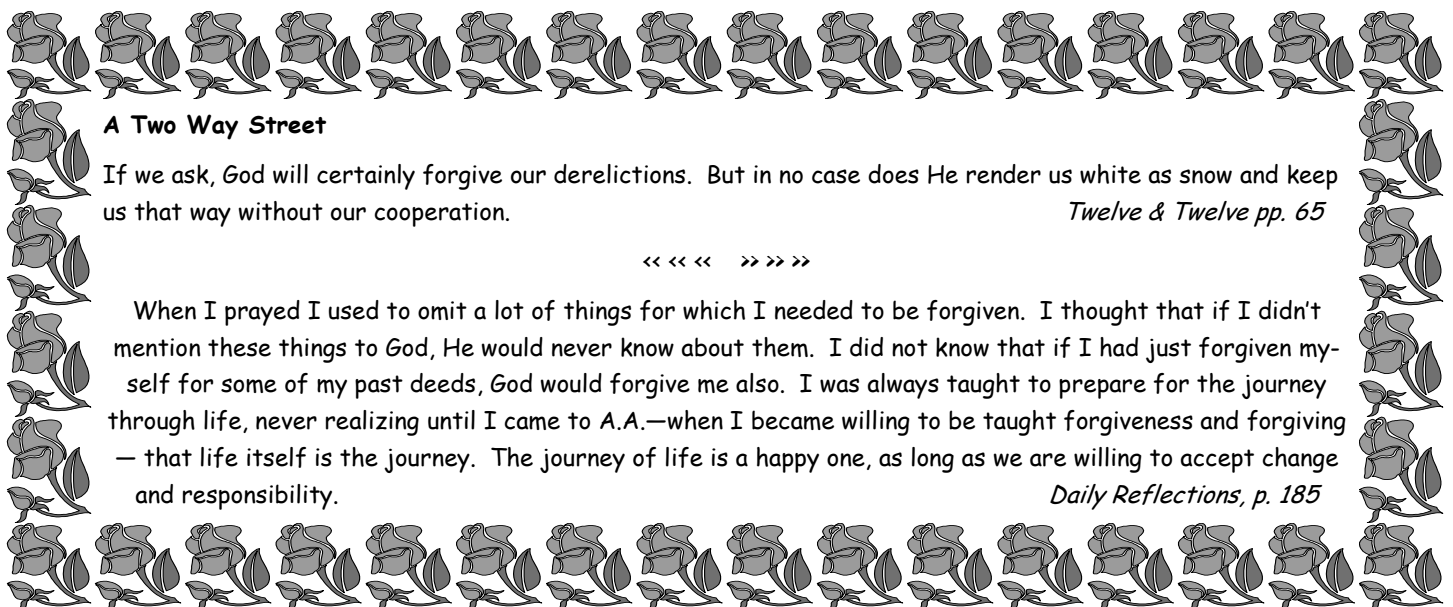 A Two Way Street
If we ask, God will certainly forgive our derelictions.  But in no case does He render us white as snow and keep
us that way without our cooperation. Twelve & Twelve pp. 65
‹‹ ‹‹ ‹‹ ›› ›› ››
When I prayed I used to omit a lot of things for which I needed to be forgiven.  I thought that if I didn’t
mention these things to God, He would never know about them.  I did not know that if I had just forgiven my-
self for some of my past deeds, God would forgive me also.  I was always taught to prepare for the journey
through life, never realizing until I came to A.A.—when I became willing to be taught forgiveness and forgiving
— that life itself is the journey.  The journey of life is a happy one, as long as we are willing to accept change
and responsibility. Daily Reflections, p. 185